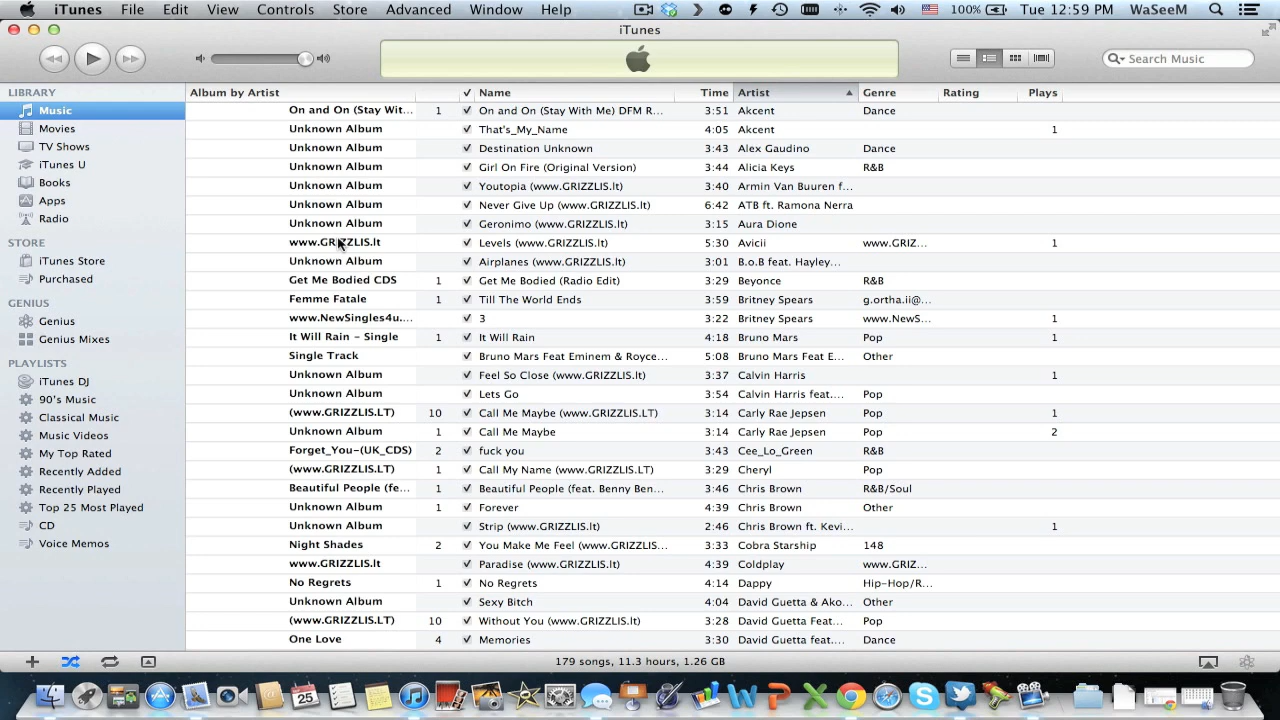 iTunes File Edit View Controls Store Advanced Window Help 100% Tue 12:59 PM WaSeeM
iTunes
Search Music
LIBRARY
Music
Movies
TV Shows
iTunes U
Books
Apps
Radio
STORE
iTunes Store
Purchased
GENIUS
Genius
Genius Mixes
PLAYLISTS
iTunes DJ
90's Music
Classical Music
Music Videos
My Top Rated
Recently Added
Recently Played
Top 25 Most Played
CD
Voice Memos
Album by Artist ✓ Name Time Artist Genre Rating Plays
On and On (Stay Wit... 1 ✓ On and On (Stay With Me) DFM R... 3:51 Akcent Dance
Unknown Album ✓ That's_My_Name 4:05 Akcent 1
Unknown Album ✓ Destination Unknown 3:43 Alex Gaudino Dance
Unknown Album ✓ Girl On Fire (Original Version) 3:44 Alicia Keys R&B
Unknown Album ✓ Youtopia (www.GRIZZLIS.lt) 3:40 Armin Van Buuren f...
Unknown Album ✓ Never Give Up (www.GRIZZLIS.lt) 6:42 ATB ft. Ramona Nerra
Unknown Album ✓ Geronimo (www.GRIZZLIS.lt) 3:15 Aura Dione
www.GRIZZLIS.lt ✓ Levels (www.GRIZZLIS.lt) 5:30 Avicii www.GRIZ... 1
Unknown Album ✓ Airplanes (www.GRIZZLIS.lt) 3:01 B.o.B feat. Hayley...
Get Me Bodied CDS 1 ✓ Get Me Bodied (Radio Edit) 3:29 Beyonce R&B
Femme Fatale 1 ✓ Till The World Ends 3:59 Britney Spears g.ortha.ii@...
www.NewSingles4u.... ✓ 3 3:22 Britney Spears www.NewS... 1
It Will Rain – Single 1 ✓ It Will Rain 4:18 Bruno Mars Pop 1
Single Track ✓ Bruno Mars Feat Eminem & Royce... 5:08 Bruno Mars Feat E... Other
Unknown Album ✓ Feel So Close (www.GRIZZLIS.lt) 3:37 Calvin Harris 1
Unknown Album ✓ Lets Go 3:54 Calvin Harris feat.... Pop
(www.GRIZZLIS.LT) 10 ✓ Call Me Maybe (www.GRIZZLIS.LT) 3:14 Carly Rae Jepsen Pop 1
Unknown Album 1 ✓ Call Me Maybe 3:14 Carly Rae Jepsen Pop 2
Forget_You-(UK_CDS) 2 ✓ fuck you 3:43 Cee_Lo_Green R&B
(www.GRIZZLIS.LT) 1 ✓ Call My Name (www.GRIZZLIS.LT) 3:29 Cheryl Pop
Beautiful People (fe... 1 ✓ Beautiful People (feat. Benny Ben... 3:46 Chris Brown R&B/Soul
Unknown Album 1 ✓ Forever 4:39 Chris Brown Other
Unknown Album ✓ Strip (www.GRIZZLIS.lt) 2:46 Chris Brown ft. Kevi... 1
Night Shades 2 ✓ You Make Me Feel (www.GRIZZLIS... 3:33 Cobra Starship 148
www.GRIZZLIS.lt ✓ Paradise (www.GRIZZLIS.lt) 4:39 Coldplay www.GRIZ...
No Regrets 1 ✓ No Regrets 4:14 Dappy Hip-Hop/R...
Unknown Album ✓ Sexy Bitch 4:04 David Guetta & Ako... Other
(www.GRIZZLIS.LT) 10 ✓ Without You (www.GRIZZLIS.lt) 3:28 David Guetta Feat... Pop
One Love 4 ✓ Memories 3:30 David Guetta feat.... Dance
179 songs, 11.3 hours, 1.26 GB
25